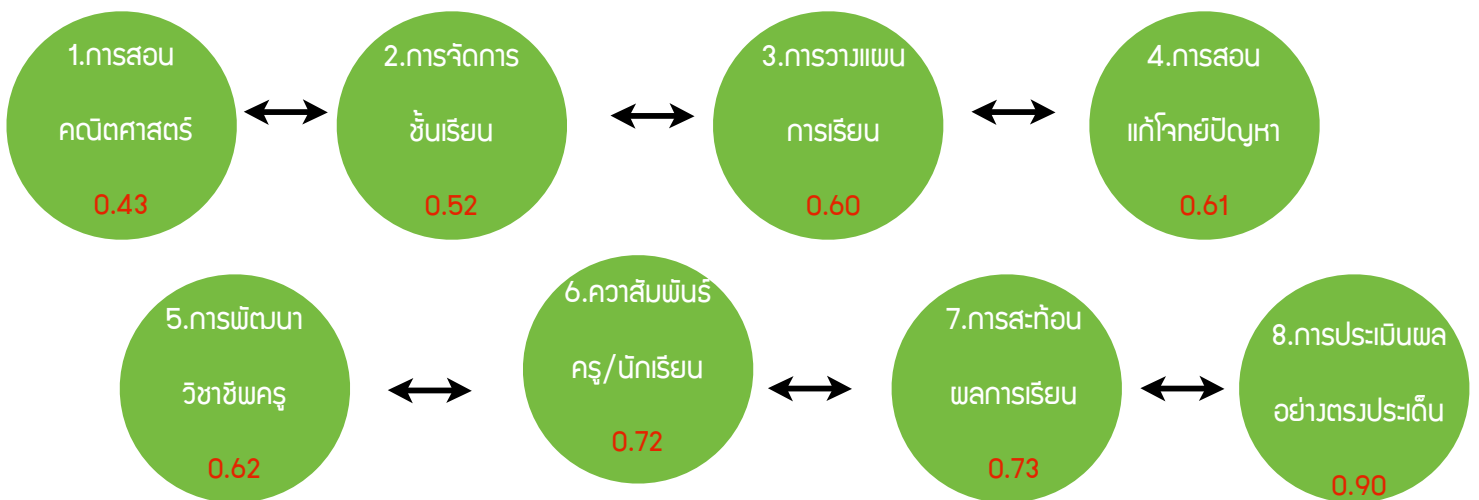 1.การสอน
คณิตศาสตร์
0.43
2.การจัดการ
ชั้นเรียน
0.52
3.การวางแผน
การเรียน
0.60
4.การสอน
แก้โจทย์ปัญหา
0.61
5.การพัฒนา
วิชาชีพครู
0.62
6.ความสัมพันธ์
ครู/นักเรียน
0.72
7.การสะท้อน
ผลการเรียน
0.73
8.การประเมินผล
อย่างตรงประเด็น
0.90